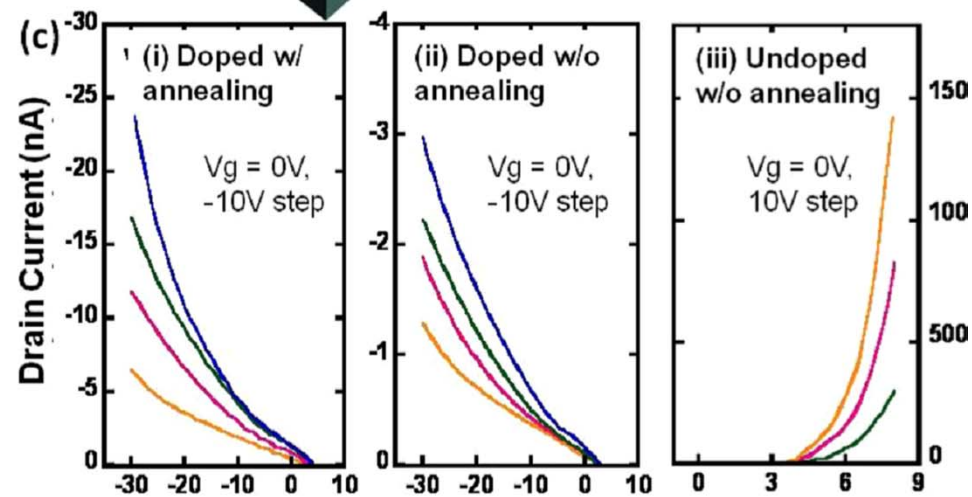 (c)
Drain Current (nA)
-30
-25
-20
-15
-10
-5
0
(i) Doped w/
annealing
Vg = 0V,
-10V step
-30 -20 -10 0 10
-4
-3
-2
-1
0
(ii) Doped w/o
annealing
Vg = 0V,
-10V step
-30 -20 -10 0 10
(iii) Undoped
w/o annealing
Vg = 0V,
10V step
0 3 6 9
150
100
500
0